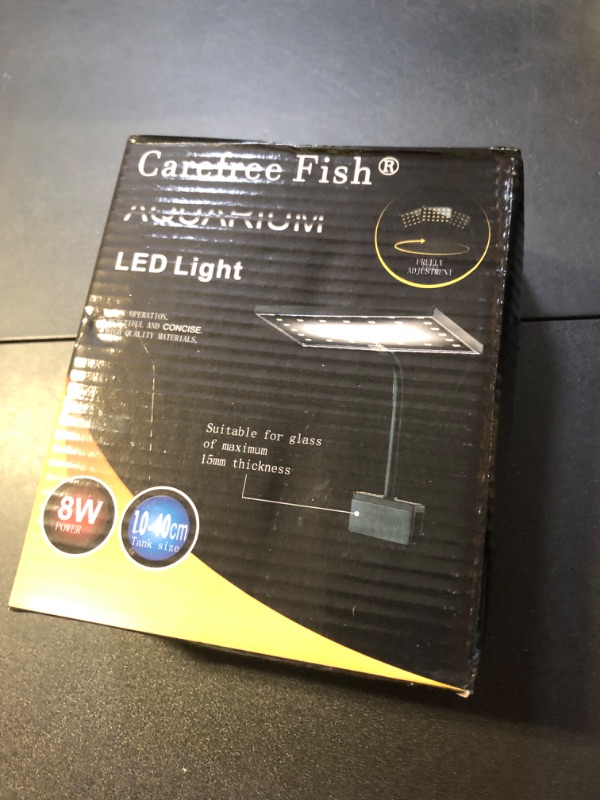 Carefree Fish®
AQUARIUM
LED Light
FREELY
ADJUSTMENT
OPERATION.
AND CONCISE.
QUALITY MATERIALS.
Suitable for glass
of maximum
15mm thickness
8W
POWER
10-40cm
Tank size